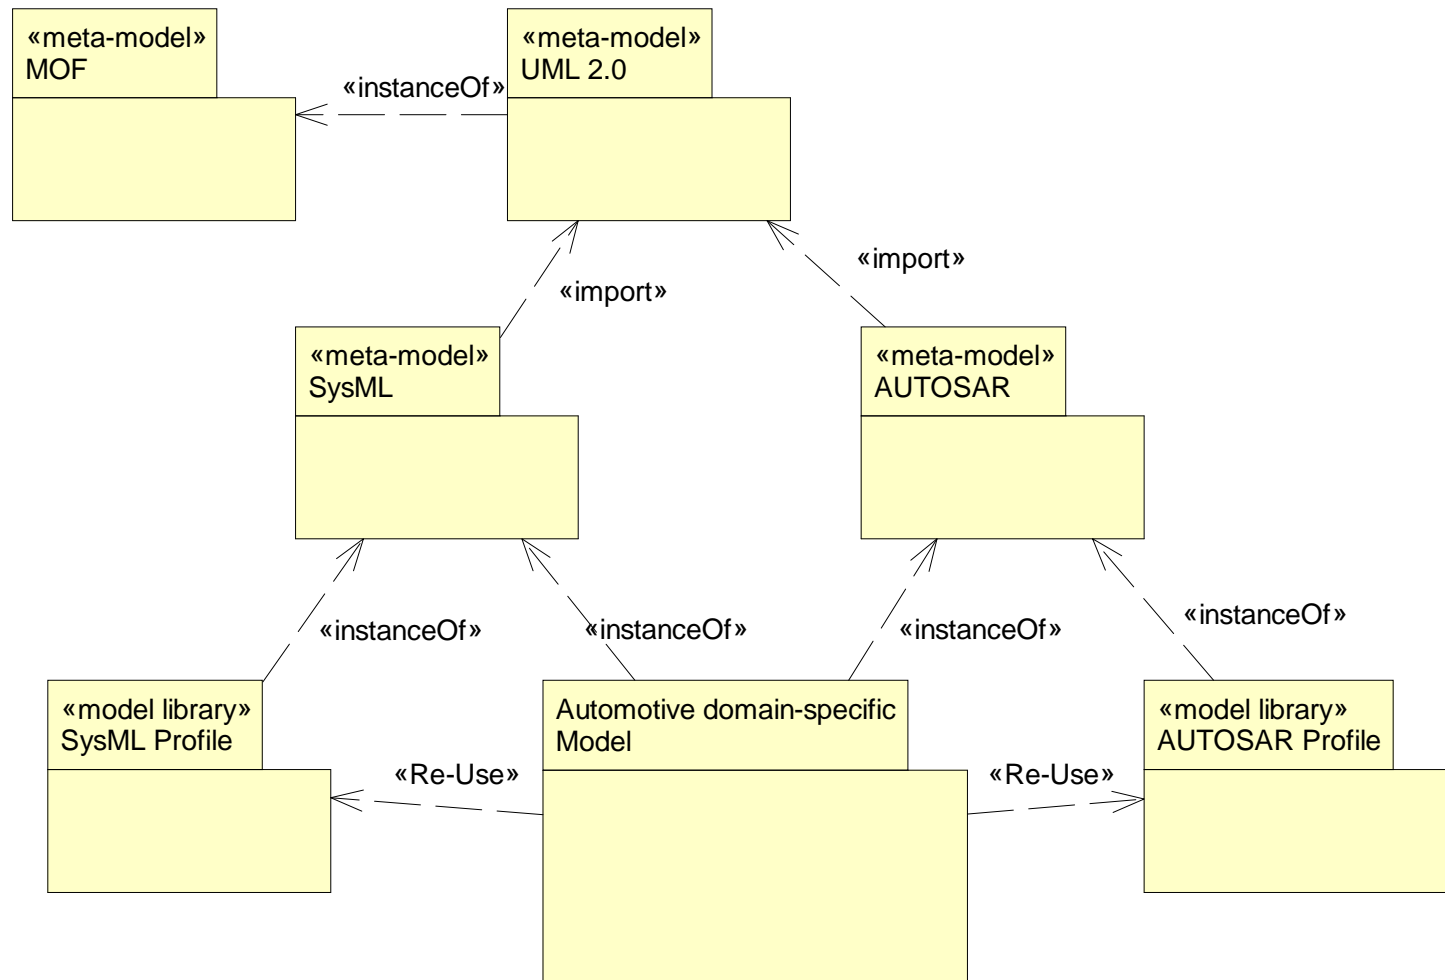 «meta-model»
MOF
«meta-model»
UML 2.0
«instanceOf»
«import»
«import»
«meta-model»
SysML
«meta-model»
AUTOSAR
«instanceOf»
«instanceOf»
«instanceOf»
«instanceOf»
«model library»
SysML Profile
Automotive domain-specific
Model
«model library»
AUTOSAR Profile
«Re-Use»
«Re-Use»